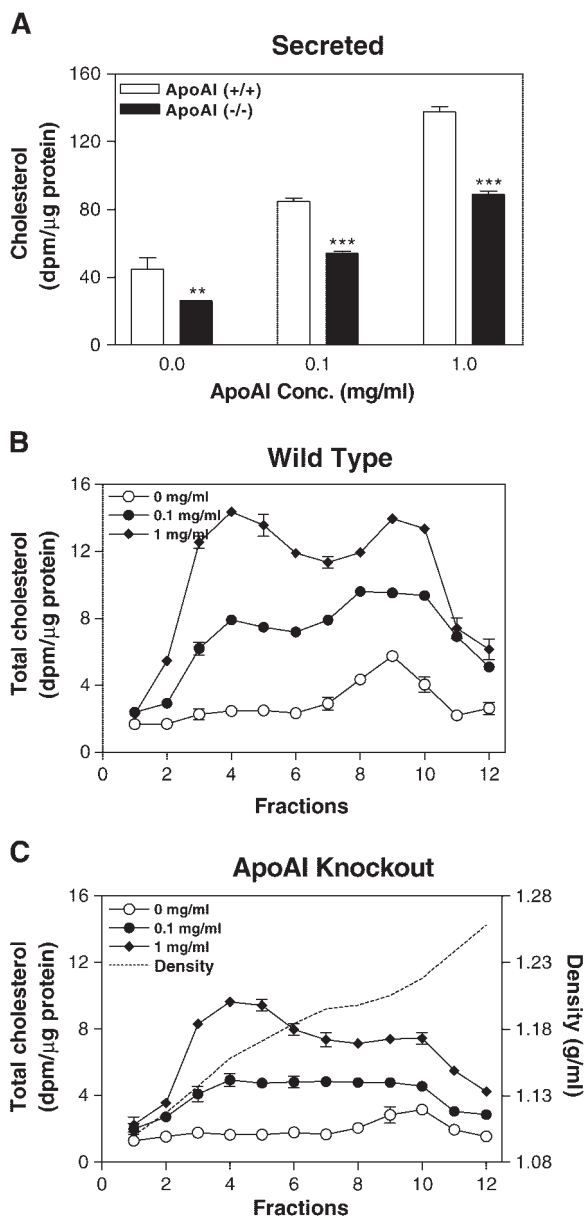 A
Secreted
160
120
80
40
0
Cholesterol
(dpm/μg protein)
ApoAI (+/+)
ApoAI (-/-)
**
***
***
0.0
0.1
1.0
ApoAI Conc. (mg/ml)
B
Wild Type
16
12
8
4
0
Total cholesterol
(dpm/μg protein)
0 mg/ml
0.1 mg/ml
1 mg/ml
0
2
4
6
8
10
12
Fractions
C
ApoAI Knockout
16
12
8
4
0
Total cholesterol
(dpm/μg protein)
0 mg/ml
0.1 mg/ml
1 mg/ml
Density
1.28
1.23
1.18
1.13
1.08
Density (g/ml)
0
2
4
6
8
10
12
Fractions